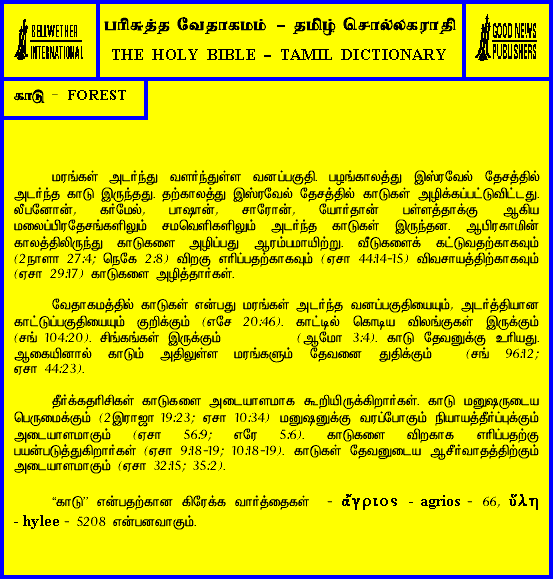 BELLWETHER
INTERNATIONAL
பரிசுத்த வேதாகமம் - தமிழ் சொல்லகராதி
THE HOLY BIBLE - TAMIL DICTIONARY
GOOD NEWS
PUBLISHERS
காடு - FOREST
மரங்கள் அடர்ந்து வளர்ந்துள்ள வனப்பகுதி. பழங்காலத்து இஸ்ரவேல் தேசத்தில்
அடர்ந்த காடு இருந்தது. தற்காலத்து இஸ்ரவேல் தேசத்தில் காடுகள் அழிக்கப்பட்டுவிட்டது.
லீபனோன், கர்மேல், பாஷான், சாரோன், யோர்தான் பள்ளத்தாக்கு ஆகிய
மலைப்பிரதேசங்களிலும் சமவெளிகளிலும் அடர்ந்த காடுகள் இருந்தன. ஆபிரகாமின்
காலத்திலிருந்து காடுகளை அழிப்பது ஆரம்பமாயிற்று. வீடுகளைக் கட்டுவதற்காகவும்
(2நாளா 27:4; நெகே 2:8) விறகு எரிப்பதற்காகவும் (ஏசா 44:14-15) விவசாயத்திற்காகவும்
(ஏசா 29:17) காடுகளை அழித்தார்கள்.
வேதாகமத்தில் காடுகள் என்பது மரங்கள் அடர்ந்த வனப்பகுதியையும், அடர்த்தியான
காட்டுப்பகுதியையும் குறிக்கும் (எசே 20:46). காட்டில் கொடிய விலங்குகள் இருக்கும்
(சங் 104:20). சிங்கங்கள் இருக்கும் (ஆமோ 3:4). காடு தேவனுக்கு உரியது.
ஆகையினால் காடும் அதிலுள்ள மரங்களும் தேவனை துதிக்கும் (சங் 96:12;
ஏசா 44:23).
தீர்க்கதரிசிகள் காடுகளை அடையாளமாக கூறியிருக்கிறார்கள். காடு மனுஷருடைய
பெருமைக்கும் (2இராஜா 19:23; ஏசா 10:34) மனுஷனுக்கு வரப்போகும் நியாயத்தீர்ப்புக்கும்
அடையாளமாகும் (ஏசா 56:9; எரே 5:6). காடுகளை விறகாக எரிப்பதற்கு
பயன்படுத்துகிறார்கள் (ஏசா 9:18-19; 10:18-19). காடுகள் தேவனுடைய ஆசீர்வாதத்திற்கும்
அடையாளமாகும் (ஏசா 32:15; 35:2).
"காடு" என்பதற்கான கிரேக்க வார்த்தைகள் - ἄγριος - agrios - 66, ὕλη
- hylee - 5208 என்பனவாகும்.